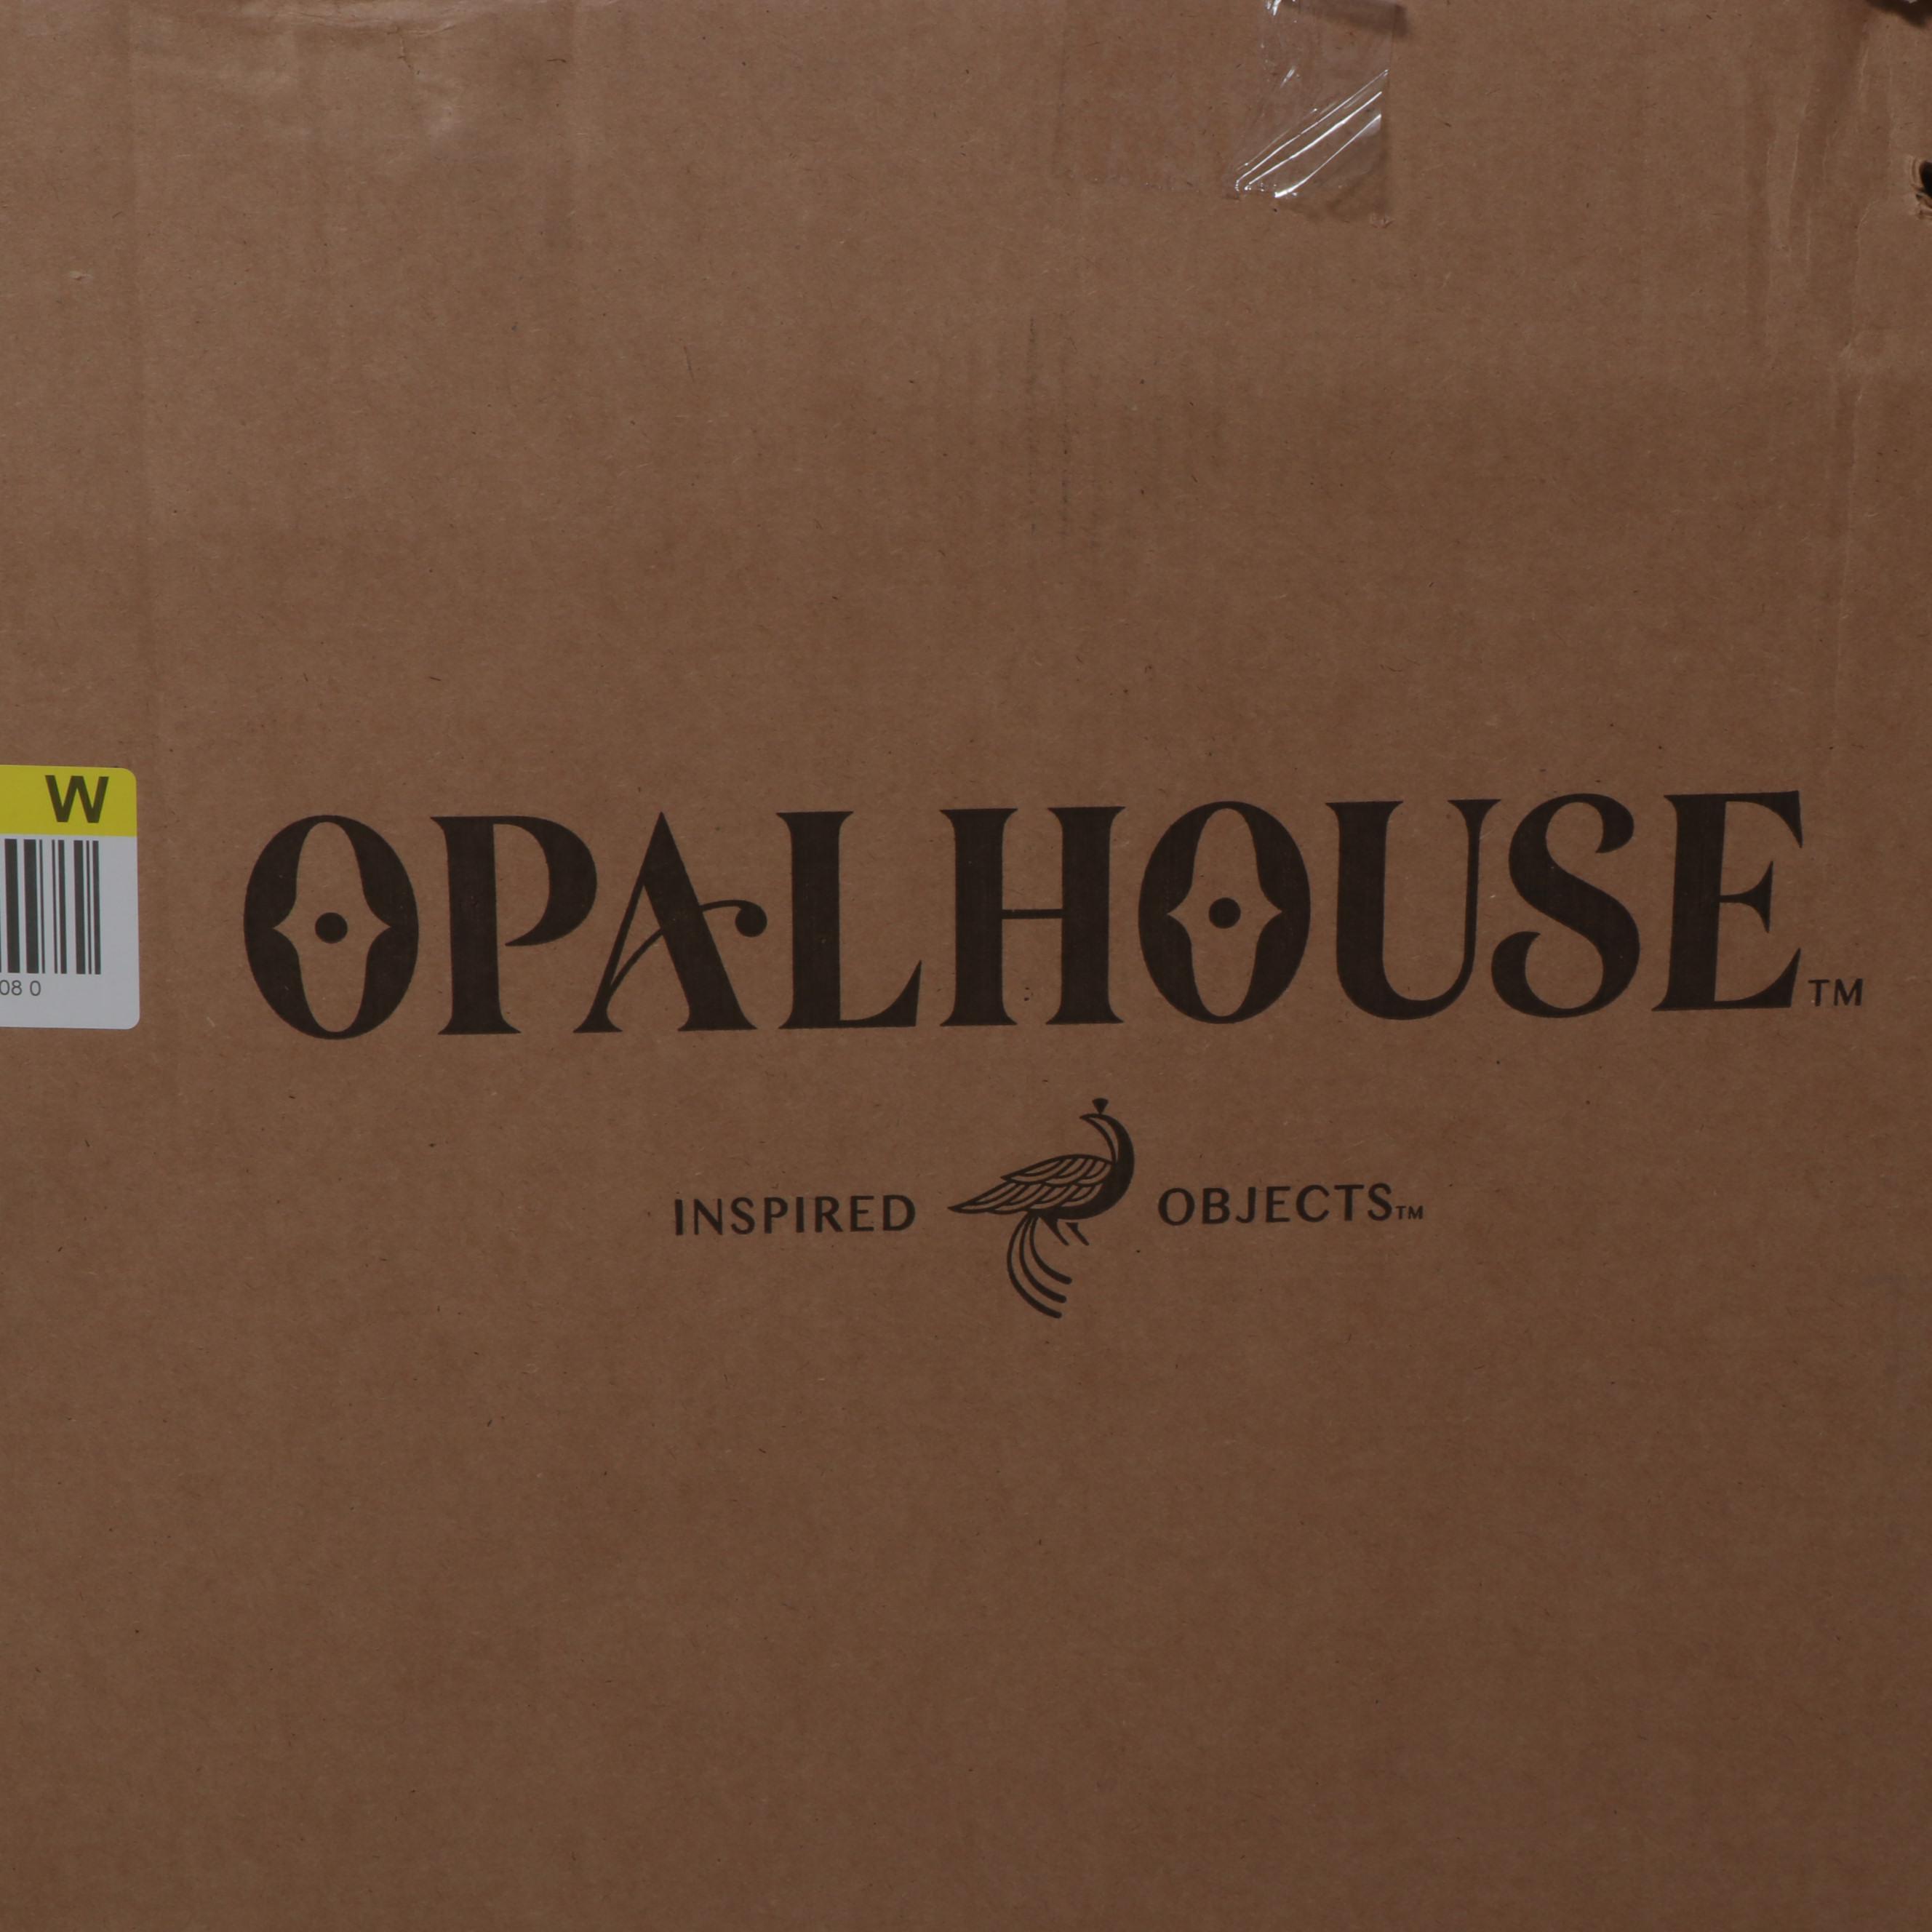 W
08 0
OPALHOUSE™
INSPIRED OBJECTS™